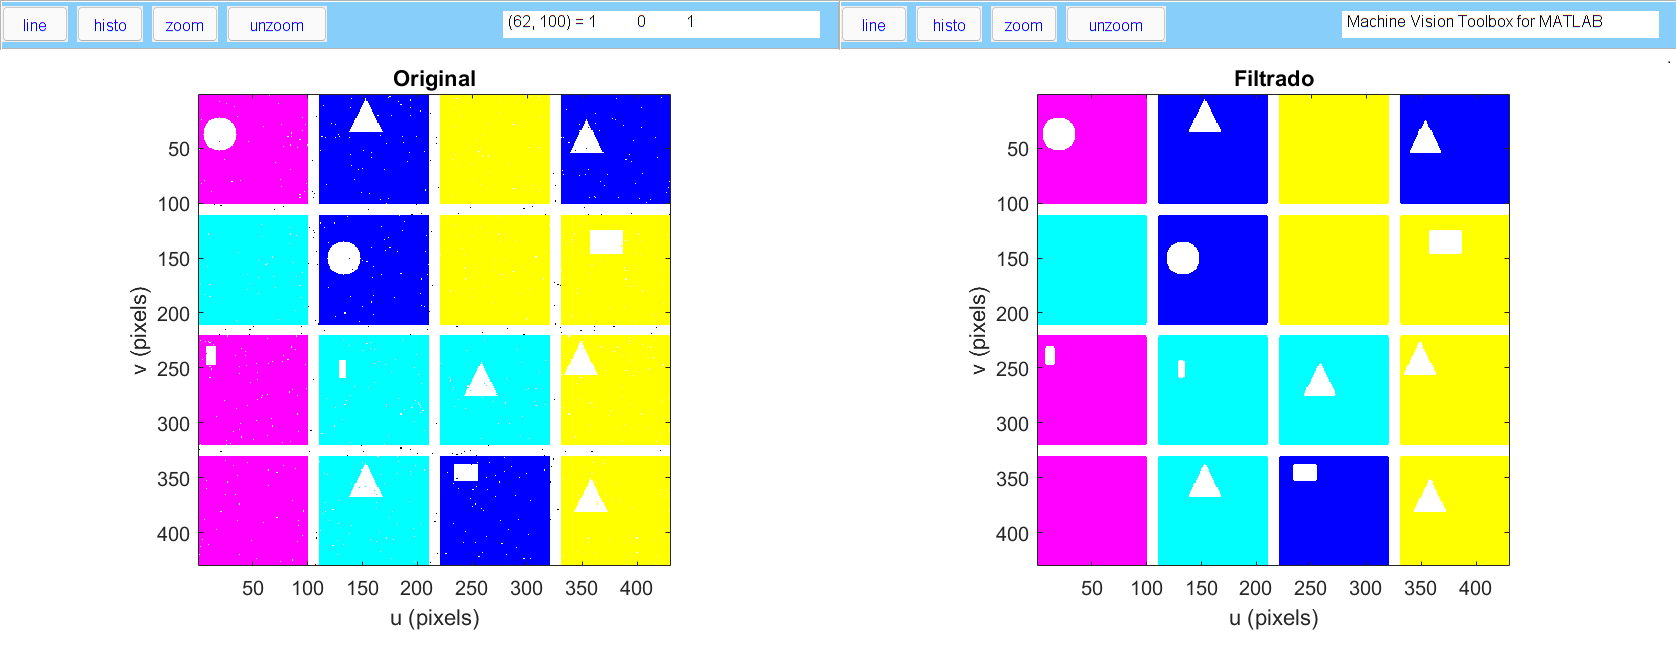 line histo zoom unzoom (62, 100) = 1 0 1
line histo zoom unzoom Machine Vision Toolbox for MATLAB
Original
50
100
150
200
250
300
350
400
v (pixels)
50 100 150 200 250 300 350 400
u (pixels)
Filtrado
50
100
150
200
250
300
350
400
v (pixels)
50 100 150 200 250 300 350 400
u (pixels)